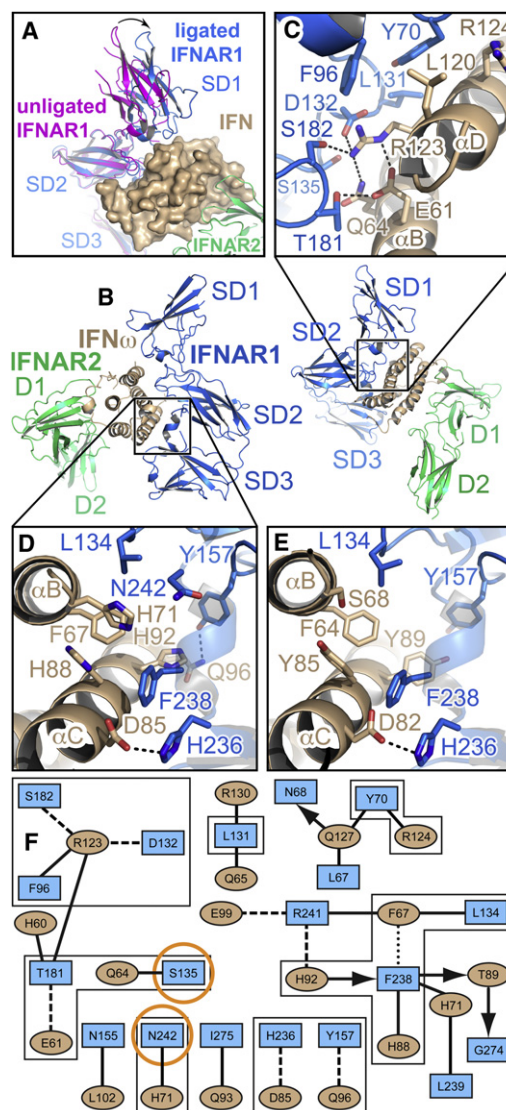 A
ligated
IFNAR1
SD1
IFN
unligated
IFNAR1
SD2
SD3
IFNAR2
C
Y70
R124
F96
L120
L131
D132
S182
R123
αD
S135
Q64
E61
T181
αB
B
SD1
IFNω
IFNAR1
IFNAR2
D1
SD2
D2
SD3
SD1
SD2
SD3
D1
D2
D
L134
Y157
N242
αB
H71
F67
H92
H88
Q96
F238
D85
αC
H236
E
L134
Y157
αB
S68
F64
Y89
Y85
F238
D82
αC
H236
F
S182
R123
D132
F96
H60
T181
Q64
S135
E61
R130
L131
Q65
N68
Y70
Q127
R124
L67
E99
R241
F67
L134
H92
F238
T89
H71
H88
G274
L239
N155
N242
I275
H236
Y157
L102
H71
Q93
D85
Q96